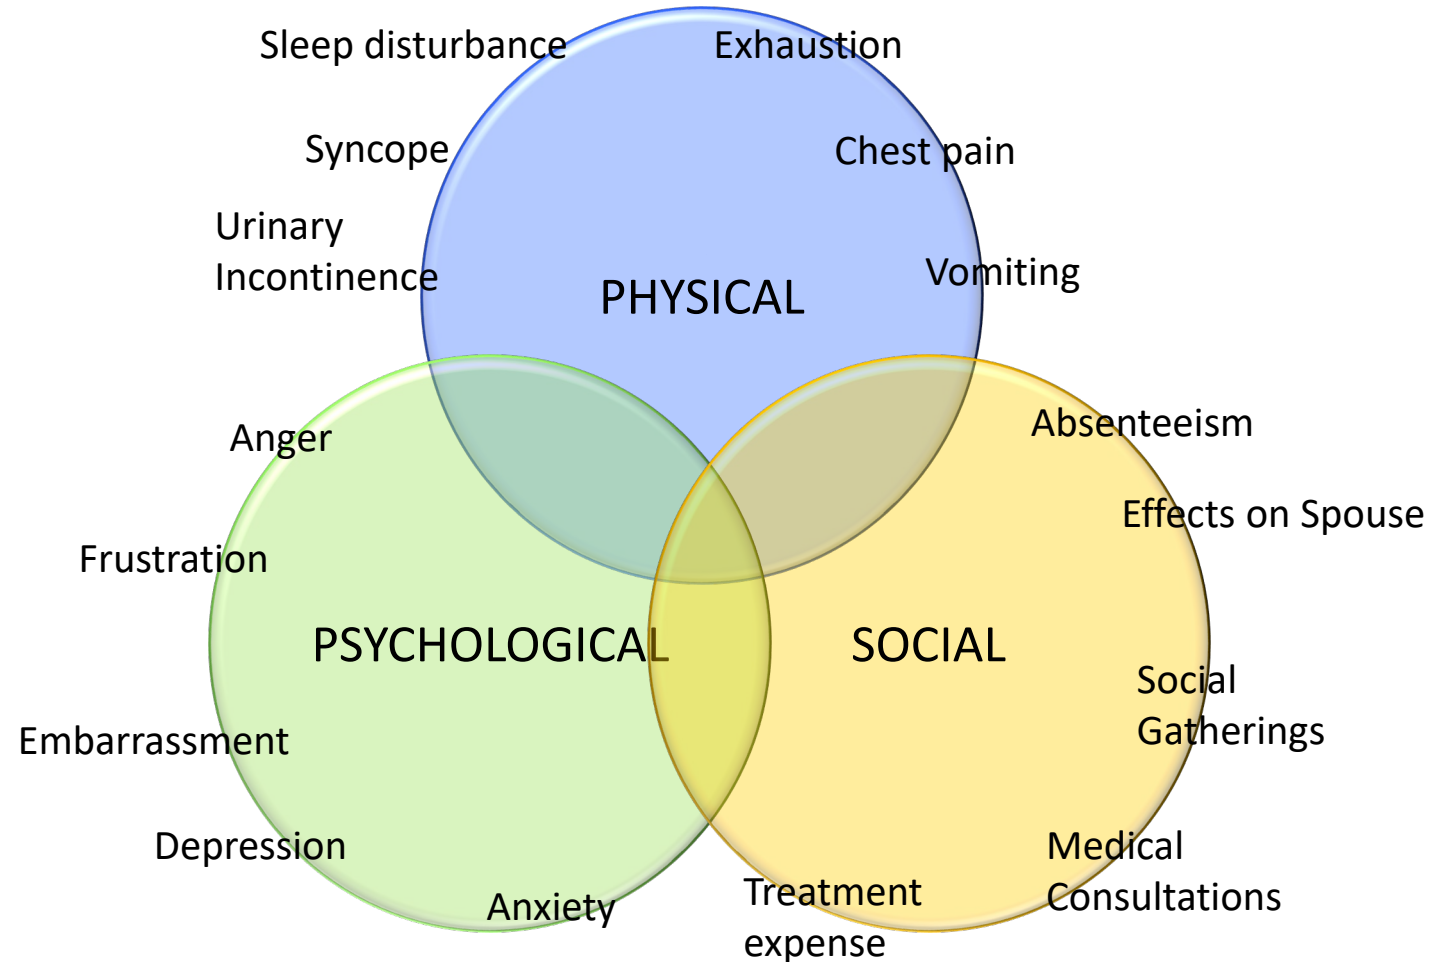 Sleep disturbance
Exhaustion
Syncope
Chest pain
Urinary
Incontinence
Vomiting
PHYSICAL
Anger
Absenteeism
Effects on Spouse
Frustration
PSYCHOLOGICAL
SOCIAL
Social
Gatherings
Embarrassment
Depression
Medical
Consultations
Anxiety
Treatment
expense